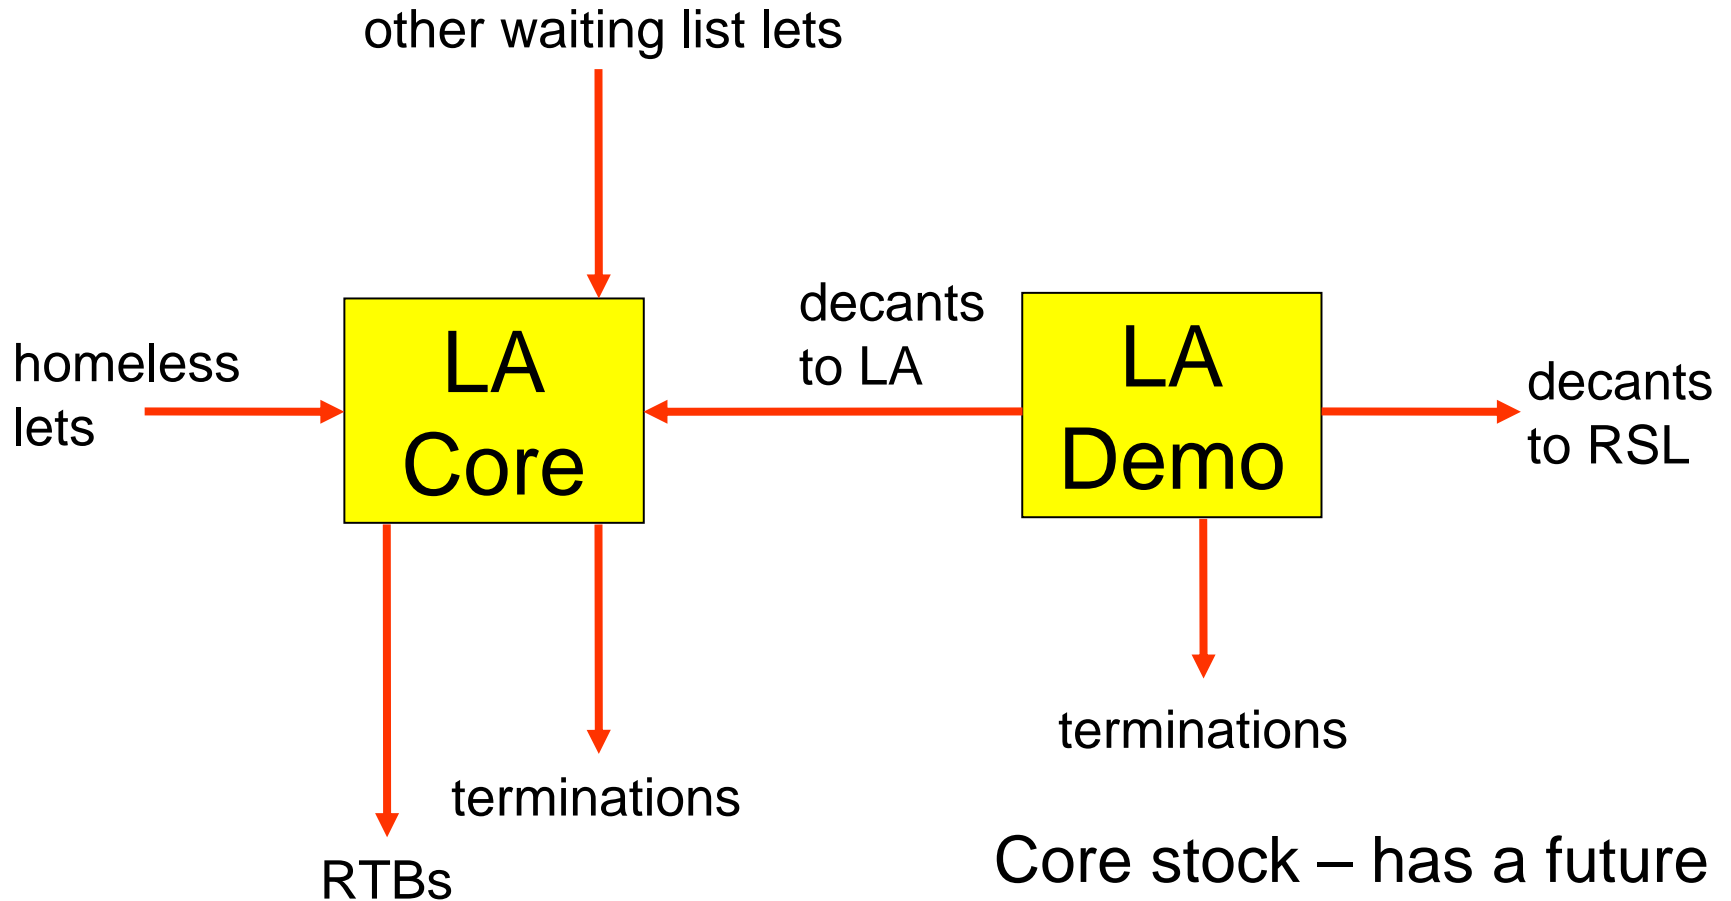 other waiting list lets
homeless
lets
LA
Core
decants
to LA
LA
Demo
decants
to RSL
terminations
terminations
RTBs
Core stock – has a future